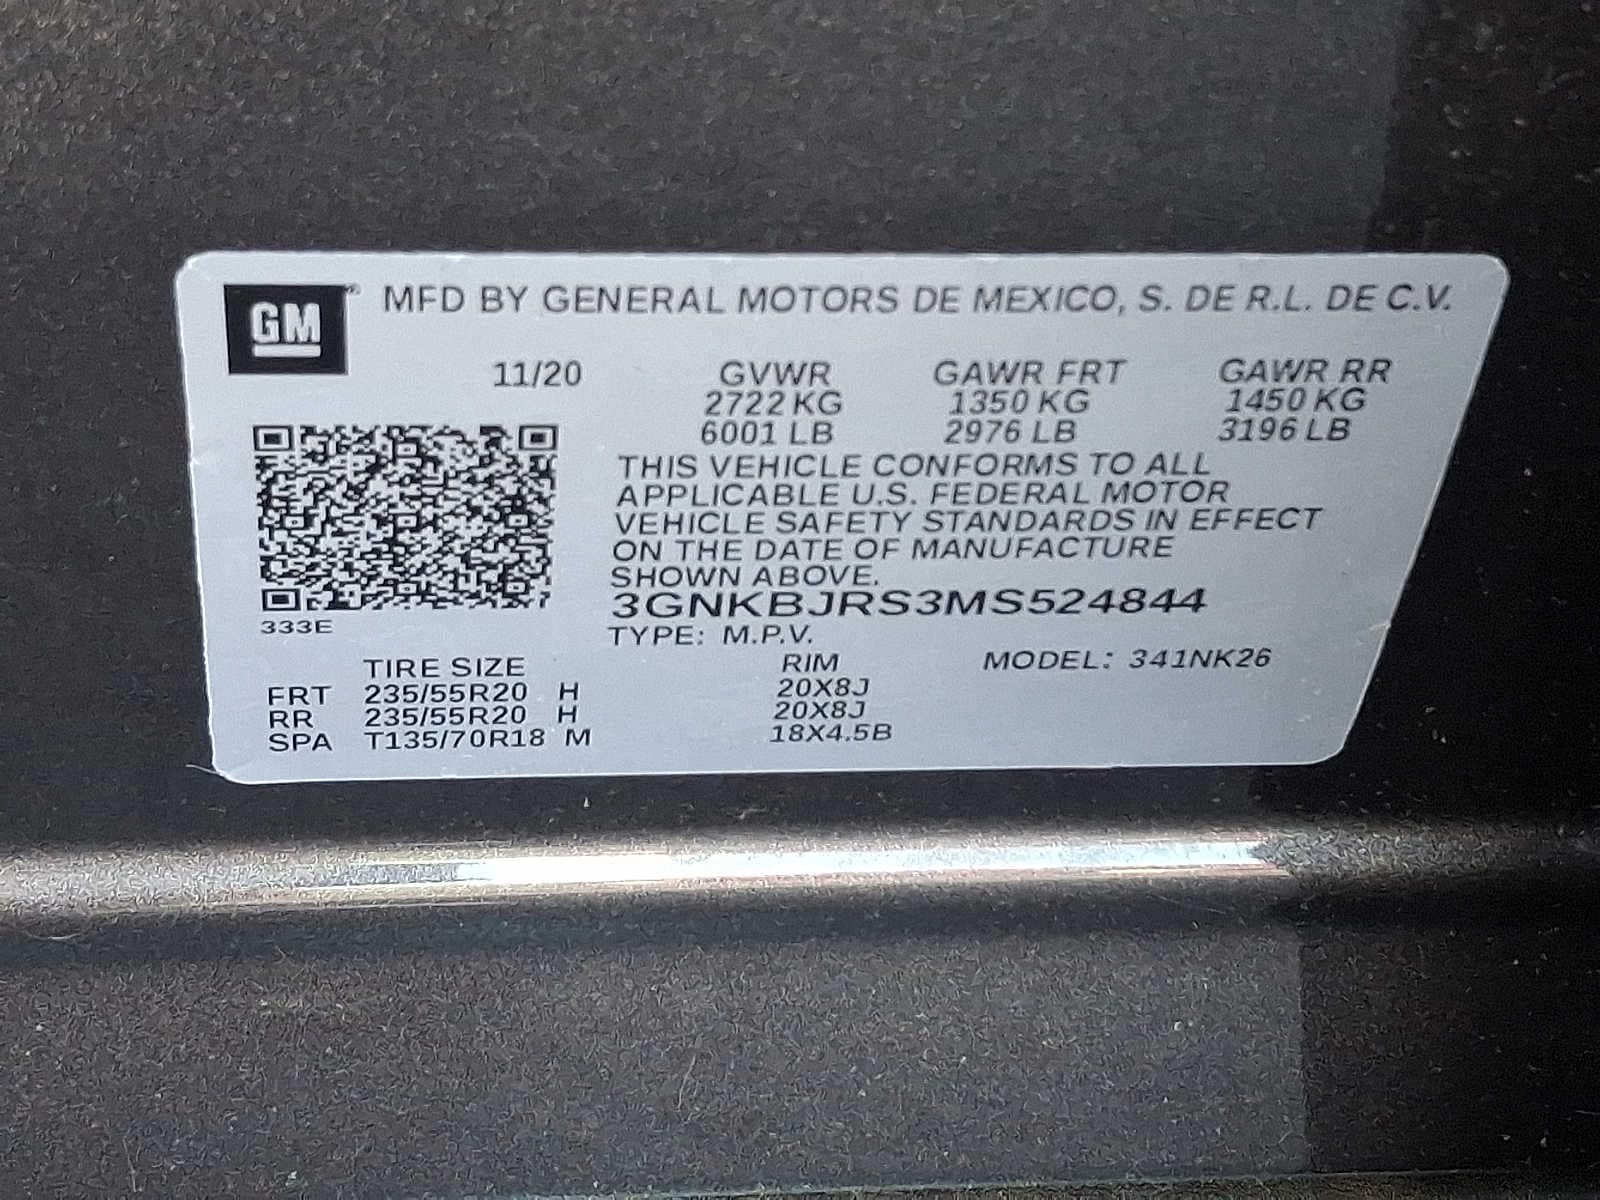 GM
MFD BY GENERAL MOTORS DE MEXICO, S. DE R.L. DE C.V.
11/20 GVWR GAWR FRT GAWR RR
2722 KG 1350 KG 1450 KG
6001 LB 2976 LB 3196 LB
THIS VEHICLE CONFORMS TO ALL
APPLICABLE U.S. FEDERAL MOTOR
VEHICLE SAFETY STANDARDS IN EFFECT
ON THE DATE OF MANUFACTURE
SHOWN ABOVE.
3GNKBJRS3MS524844
333E
TYPE: M.P.V.
TIRE SIZE RIM MODEL: 341NK26
FRT 235/55R20 H 20X8J
RR 235/55R20 H 20X8J
SPA T135/70R18 M 18X4.5B